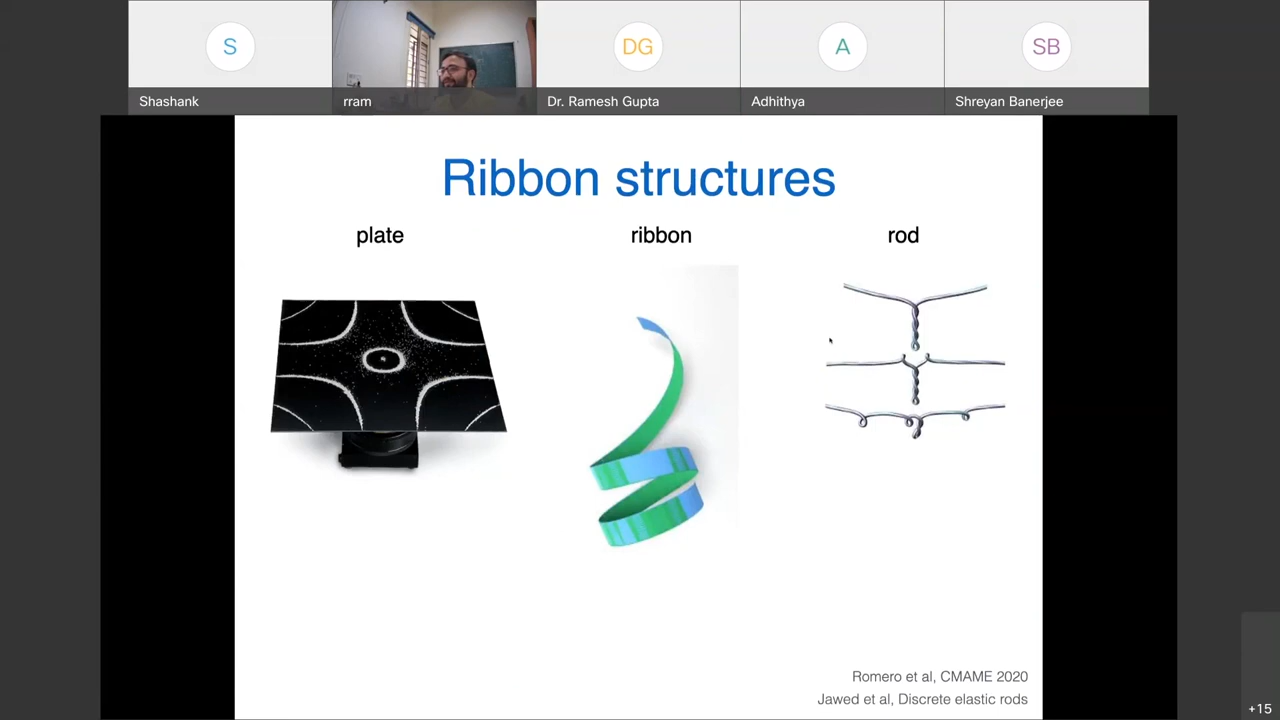 S
DG
A
SB
Shashank
rram
Dr. Ramesh Gupta
Adhithya
Shreyan Banerjee
Ribbon structures
plate
ribbon
rod
Romero et al, CMAME 2020
Jawed et al, Discrete elastic rods
+15